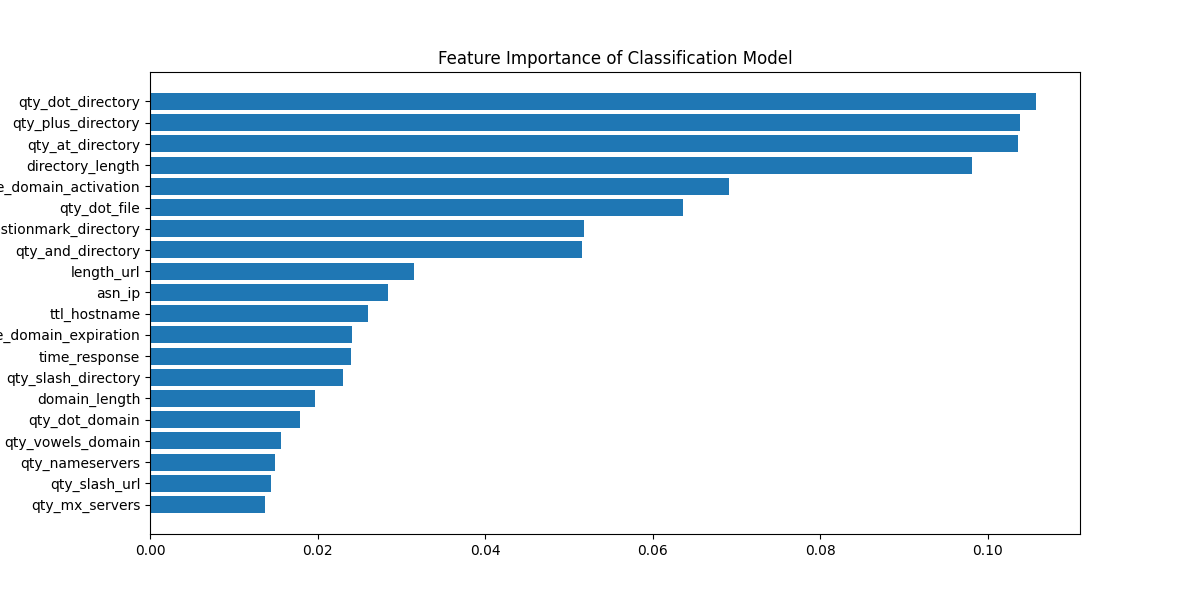 Feature Importance of Classification Model
qty_dot_directory
qty_plus_directory
qty_at_directory
directory_length
e_domain_activation
qty_dot_file
stionmark_directory
qty_and_directory
length_url
asn_ip
ttl_hostname
e_domain_expiration
time_response
qty_slash_directory
domain_length
qty_dot_domain
qty_vowels_domain
qty_nameservers
qty_slash_url
qty_mx_servers
0.00 0.02 0.04 0.06 0.08 0.10